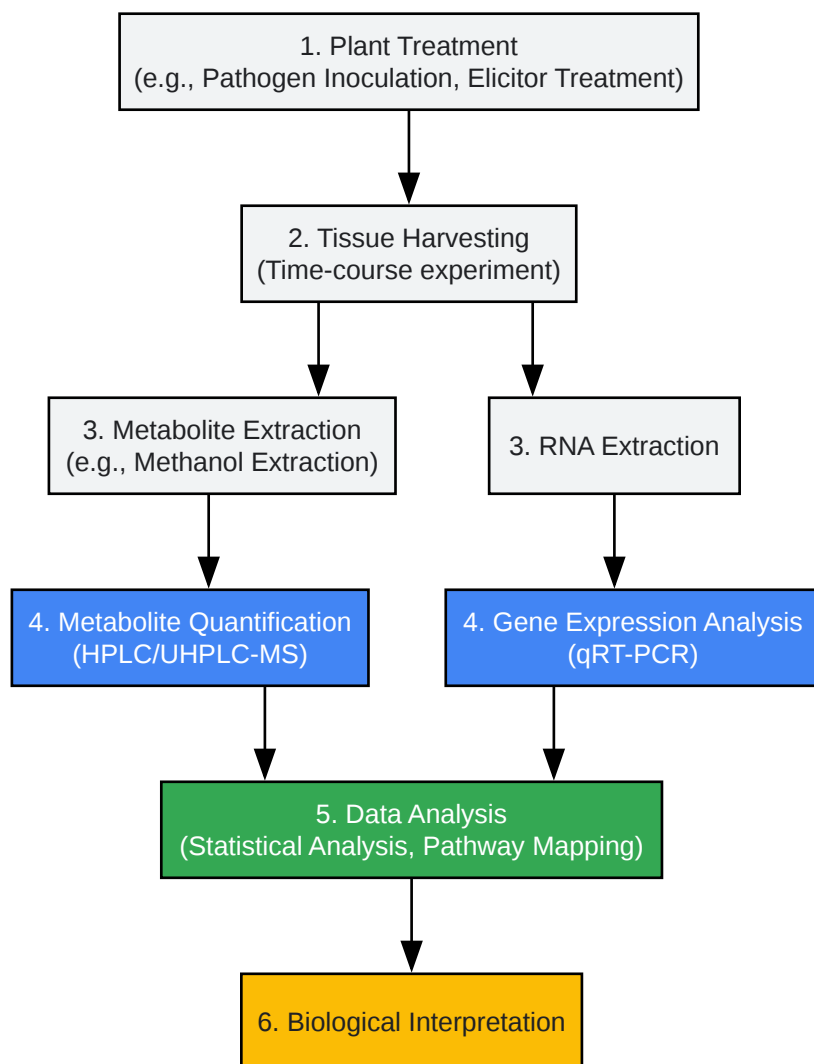 1. Plant Treatment
(e.g., Pathogen Inoculation, Elicitor Treatment)
2. Tissue Harvesting
(Time-course experiment)
3. Metabolite Extraction
(e.g., Methanol Extraction)
3. RNA Extraction
4. Metabolite Quantification
(HPLC/UHPLC-MS)
4. Gene Expression Analysis
(qRT-PCR)
5. Data Analysis
(Statistical Analysis, Pathway Mapping)
6. Biological Interpretation